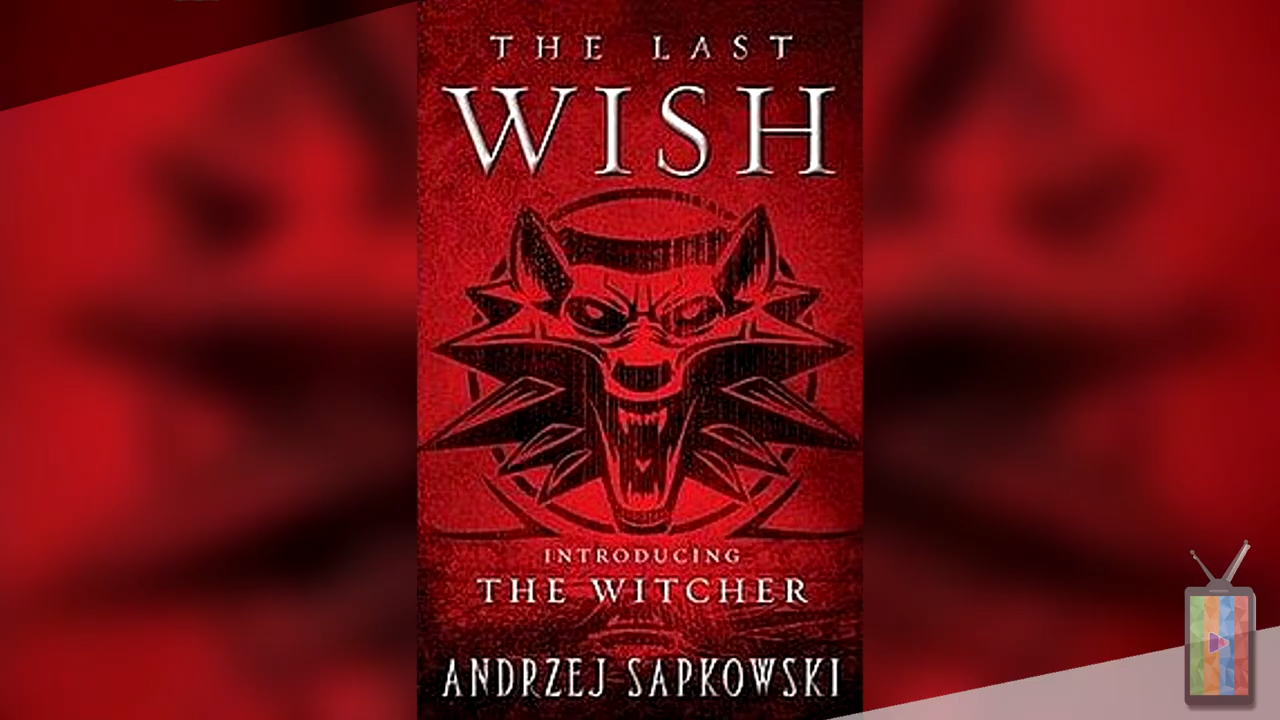 THE LAST
WISH
INTRODUCING
THE WITCHER
ANDRZEJ SAPKOWSKI